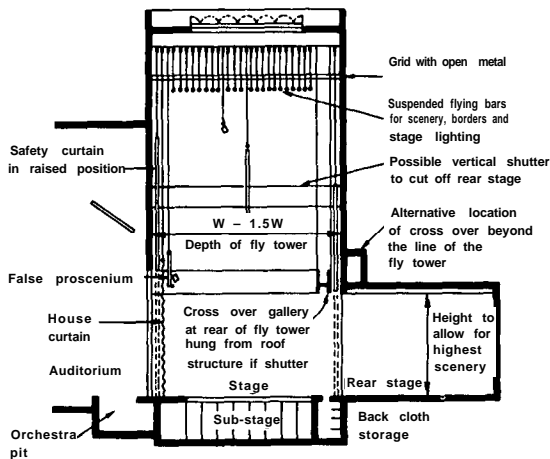 Grid with open metal
Suspended flying bars
for scenery, borders and
stage lighting
Safety curtain
in raised position
Possible vertical shutter
to cut off rear stage
W – 1.5W
Depth of fly tower
Alternative location
of cross over beyond
the line of the
fly tower
False proscenium
House
curtain
Cross over gallery
at rear of fly tower
hung from roof
structure if shutter
Height to
allow for
highest
scenery
Auditorium
Stage
Rear stage
Sub-stage
Back cloth
storage
Orchestra
pit